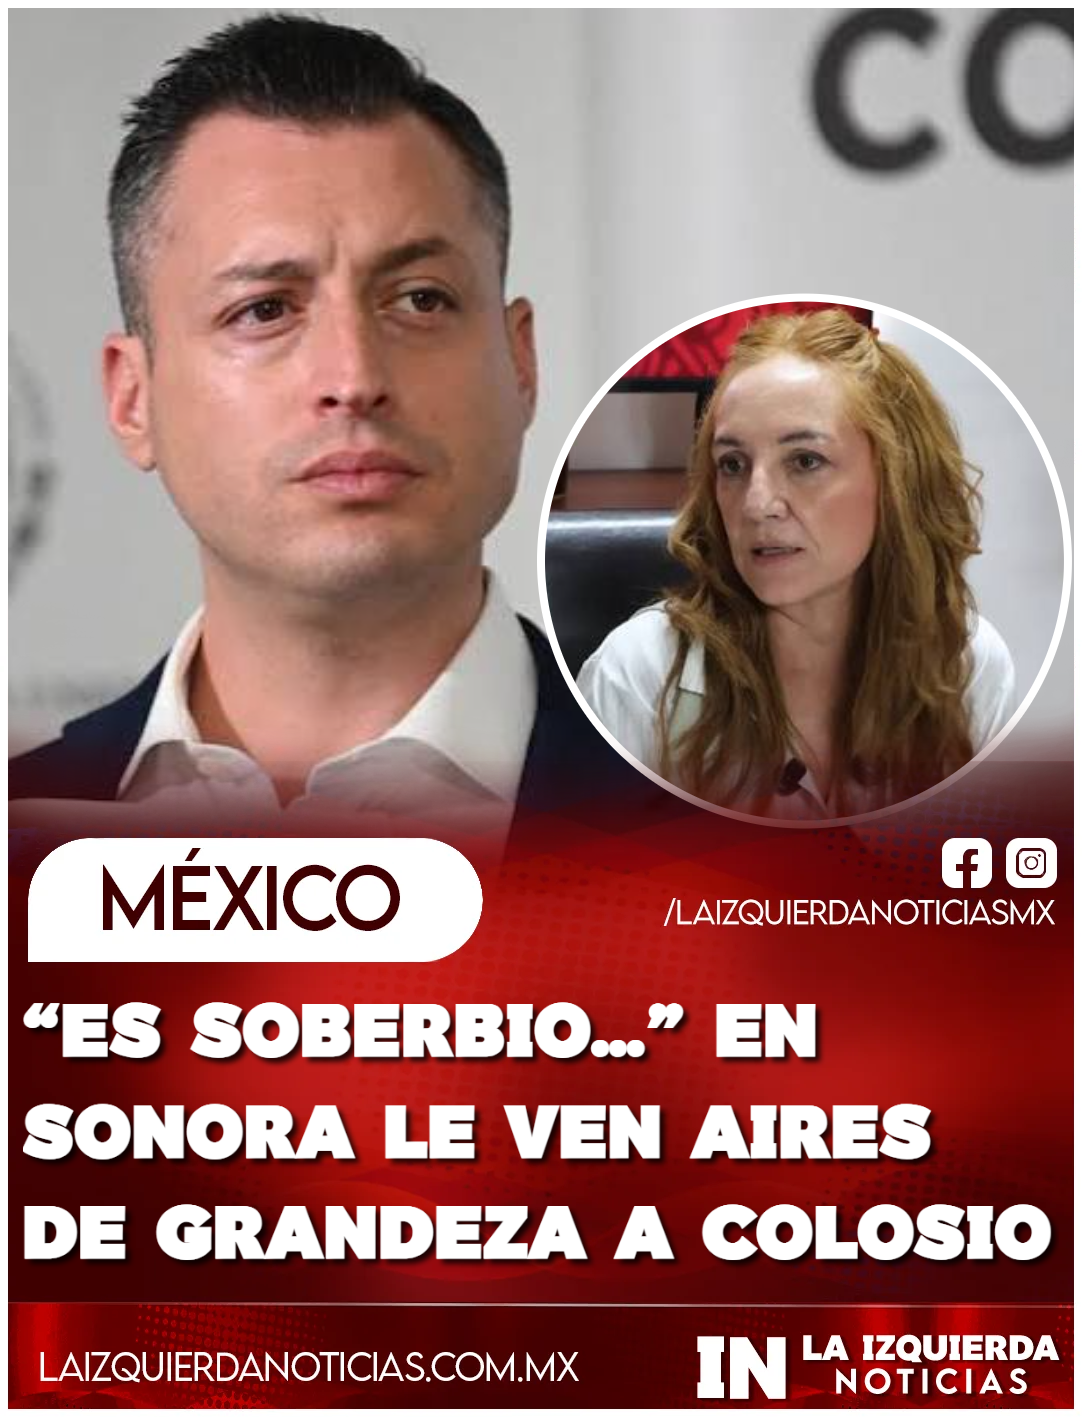 CO
MÉXICO
/LAIZQUIERDANOTICIASMX
“ES SOBERBIO...” EN
SONORA LE VEN AIRES
DE GRANDEZA A COLOSIO
LAIZQUIERDANOTICIAS.COM.MX
IN LA IZQUIERDA
NOTICIAS